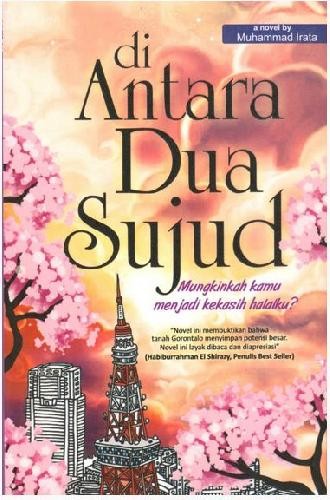 a novel by
Muhammad Irata
di
Antara
Dua
Sujud
Mungkinkah kamu
menjadi kekasih halalku?
"Novel ini membuktikan bahwa
tanah Gorontalo menyimpan potensi besar.
Novel ini layak dibaca dan diapresiasi"
(Habiburrahman El Shirazy, Penulis Best Seller)